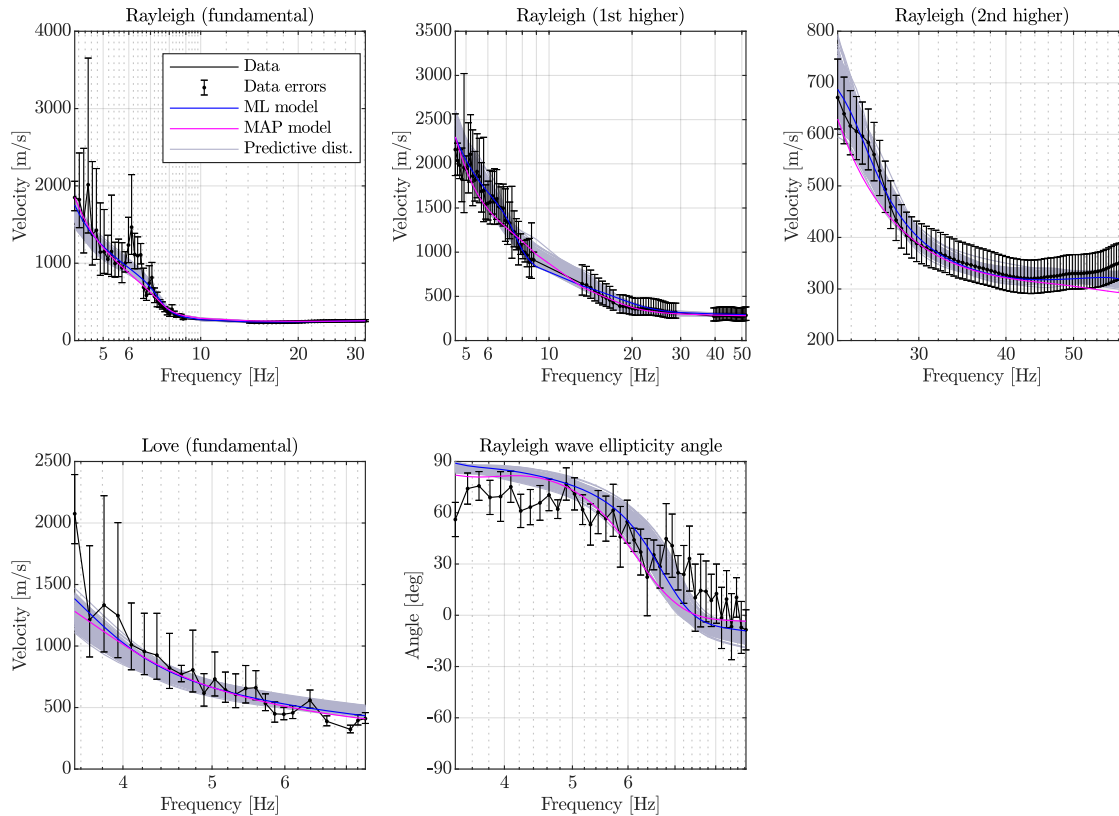 Rayleigh (fundamental)
4000
3000
2000
1000
0
Velocity [m/s]
Data
Data errors
ML model
MAP model
Predictive dist.
5
6
10
20
30
Frequency [Hz]
Rayleigh (1st higher)
3500
3000
2500
2000
1500
1000
500
0
Velocity [m/s]
5
6
10
20
30
40
50
Frequency [Hz]
Rayleigh (2nd higher)
800
700
600
500
400
300
200
Velocity [m/s]
30
40
50
Frequency [Hz]
Love (fundamental)
2500
2000
1500
1000
500
0
Velocity [m/s]
4
5
6
Frequency [Hz]
Rayleigh wave ellipticity angle
90
60
30
0
-30
-60
-90
Angle [deg]
4
5
6
Frequency [Hz]